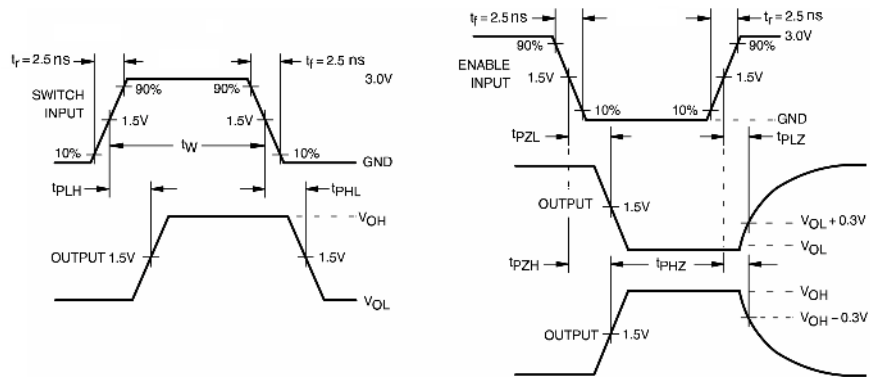 tr = 2.5 ns
tf = 2.5 ns
90%
90%
3.0V
SWITCH
INPUT
1.5V
1.5V
tW
10%
10%
GND
tPLH
tPHL
VOH
OUTPUT
1.5V
1.5V
VOL
tf = 2.5 ns
tr = 2.5 ns
90%
90%
3.0V
ENABLE
INPUT
1.5V
1.5V
10%
10%
GND
tPZL
tPLZ
OUTPUT
1.5V
VOL + 0.3V
VOL
tPZH
tPHZ
VOH
VOH – 0.3V
OUTPUT
1.5V